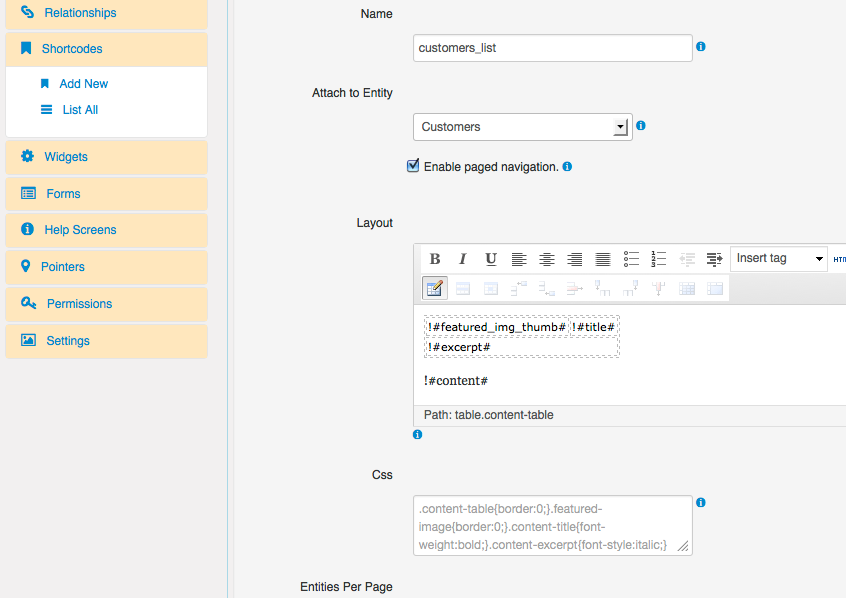 Relationships
Shortcodes
Add New
List All
Widgets
Forms
Help Screens
Pointers
Permissions
Settings
Name
customers_list
Attach to Entity
Customers
Enable paged navigation.
Layout
B I U Insert tag HTM
!#featured_img_thumb# !#title#
!#excerpt#
!#content#
Path: table.content-table
Css
.content-table{border:0;}.featured-
image{border:0;}.content-title{font-
weight:bold;}.content-excerpt{font-style:italic;}
Entities Per Page